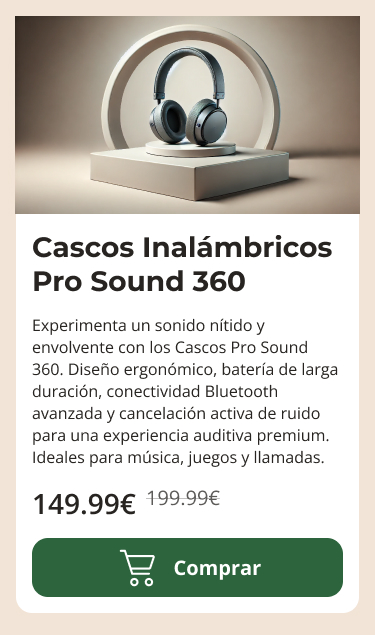 Cascos Inalámbricos
Pro Sound 360
Experimenta un sonido nítido y
envolvente con los Cascos Pro Sound
360. Diseño ergonómico, batería de larga
duración, conectividad Bluetooth
avanzada y cancelación activa de ruido
para una experiencia auditiva premium.
Ideales para música, juegos y llamadas.
149.99€ 199.99€
Comprar